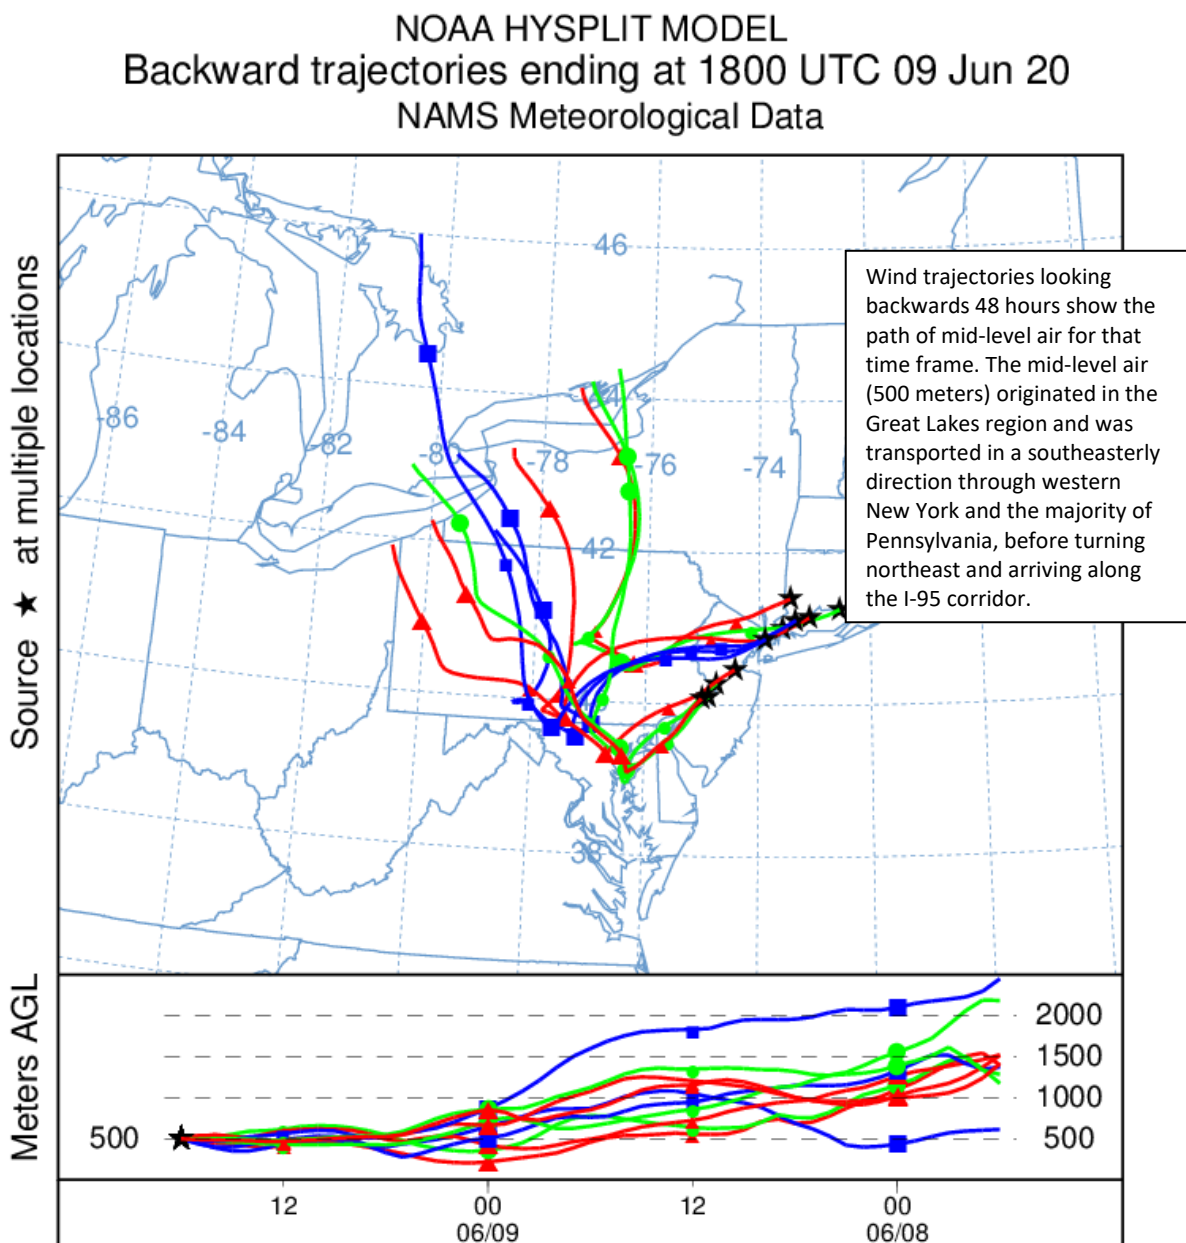 NOAA HYSPLIT MODEL
Backward trajectories ending at 1800 UTC 09 Jun 20
NAMS Meteorological Data
Source ★ at multiple locations
46
44
-86
-84
-82
-80
-78
-76
-74
42
38
Wind trajectories looking
backwards 48 hours show the
path of mid-level air for that
time frame. The mid-level air
(500 meters) originated in the
Great Lakes region and was
transported in a southeasterly
direction through western
New York and the majority of
Pennsylvania, before turning
northeast and arriving along
the I-95 corridor.
Meters AGL
2000
1500
1000
500
500
12
00
12
00
06/09
06/08